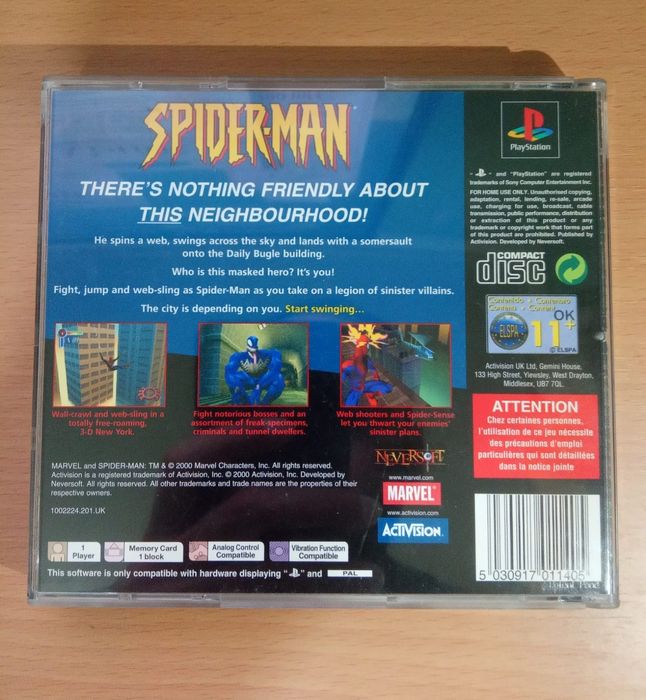 SPIDER-MAN
THERE'S NOTHING FRIENDLY ABOUT
THIS NEIGHBOURHOOD!
He spins a web, swings across the sky and lands with a somersault
onto the Daily Bugle building.
Who is this masked hero? It's you!
Fight, jump and web-sling as Spider-Man as you take on a legion of sinister villains.
The city is depending on you. Start swinging...
Wall-crawl and web-sling in a
totally free-roaming,
3-D New York.
Fight notorious bosses and an
assortment of freak-specimens,
criminals and tunnel dwellers.
Web shooters and Spider-Sense
let you thwart your enemies'
sinister plans.
MARVEL and SPIDER-MAN: TM & © 2000 Marvel Characters, Inc. All rights reserved.
Activision is a registered trademark of Activision, Inc. © 2000 Activision, Inc. Developed by
Neversoft. All rights reserved. All other trademarks and trade names are the properties of their
respective owners.
1002224.201.UK
NEVERSOFT
www.marvel.com
MARVEL
www.activision.com
ACTIVISION.
1
Player
Memory Card
1 block
Analog Control
Compatible
Vibration Function
Compatible
This software is only compatible with hardware displaying " " and PAL
PlayStation
" " and "PlayStation" are registered
trademarks of Sony Computer Entertainment Inc.
FOR HOME USE ONLY. Unauthorised copying,
adaptation, rental, lending, re-sale, arcade
use, charging for use, broadcast, cable
transmission, public performance, distribution
or extraction of this product or any
trademark or copyright work that forms part
of this product are prohibited. Published by
Activision. Developed by Neversoft.
COMPACT
disc
ELSPA
11+
OK
© ELSPA
Activision UK Ltd, Gemini House,
133 High Street, Yiewsley, West Drayton,
Middlesex, UB7 7QL.
ATTENTION
Chez certaines personnes,
l'utilisation de ce jeu nécessite
des précautions d'emploi
particulières qui sont détaillées
dans la notice jointe
5 030917 011405